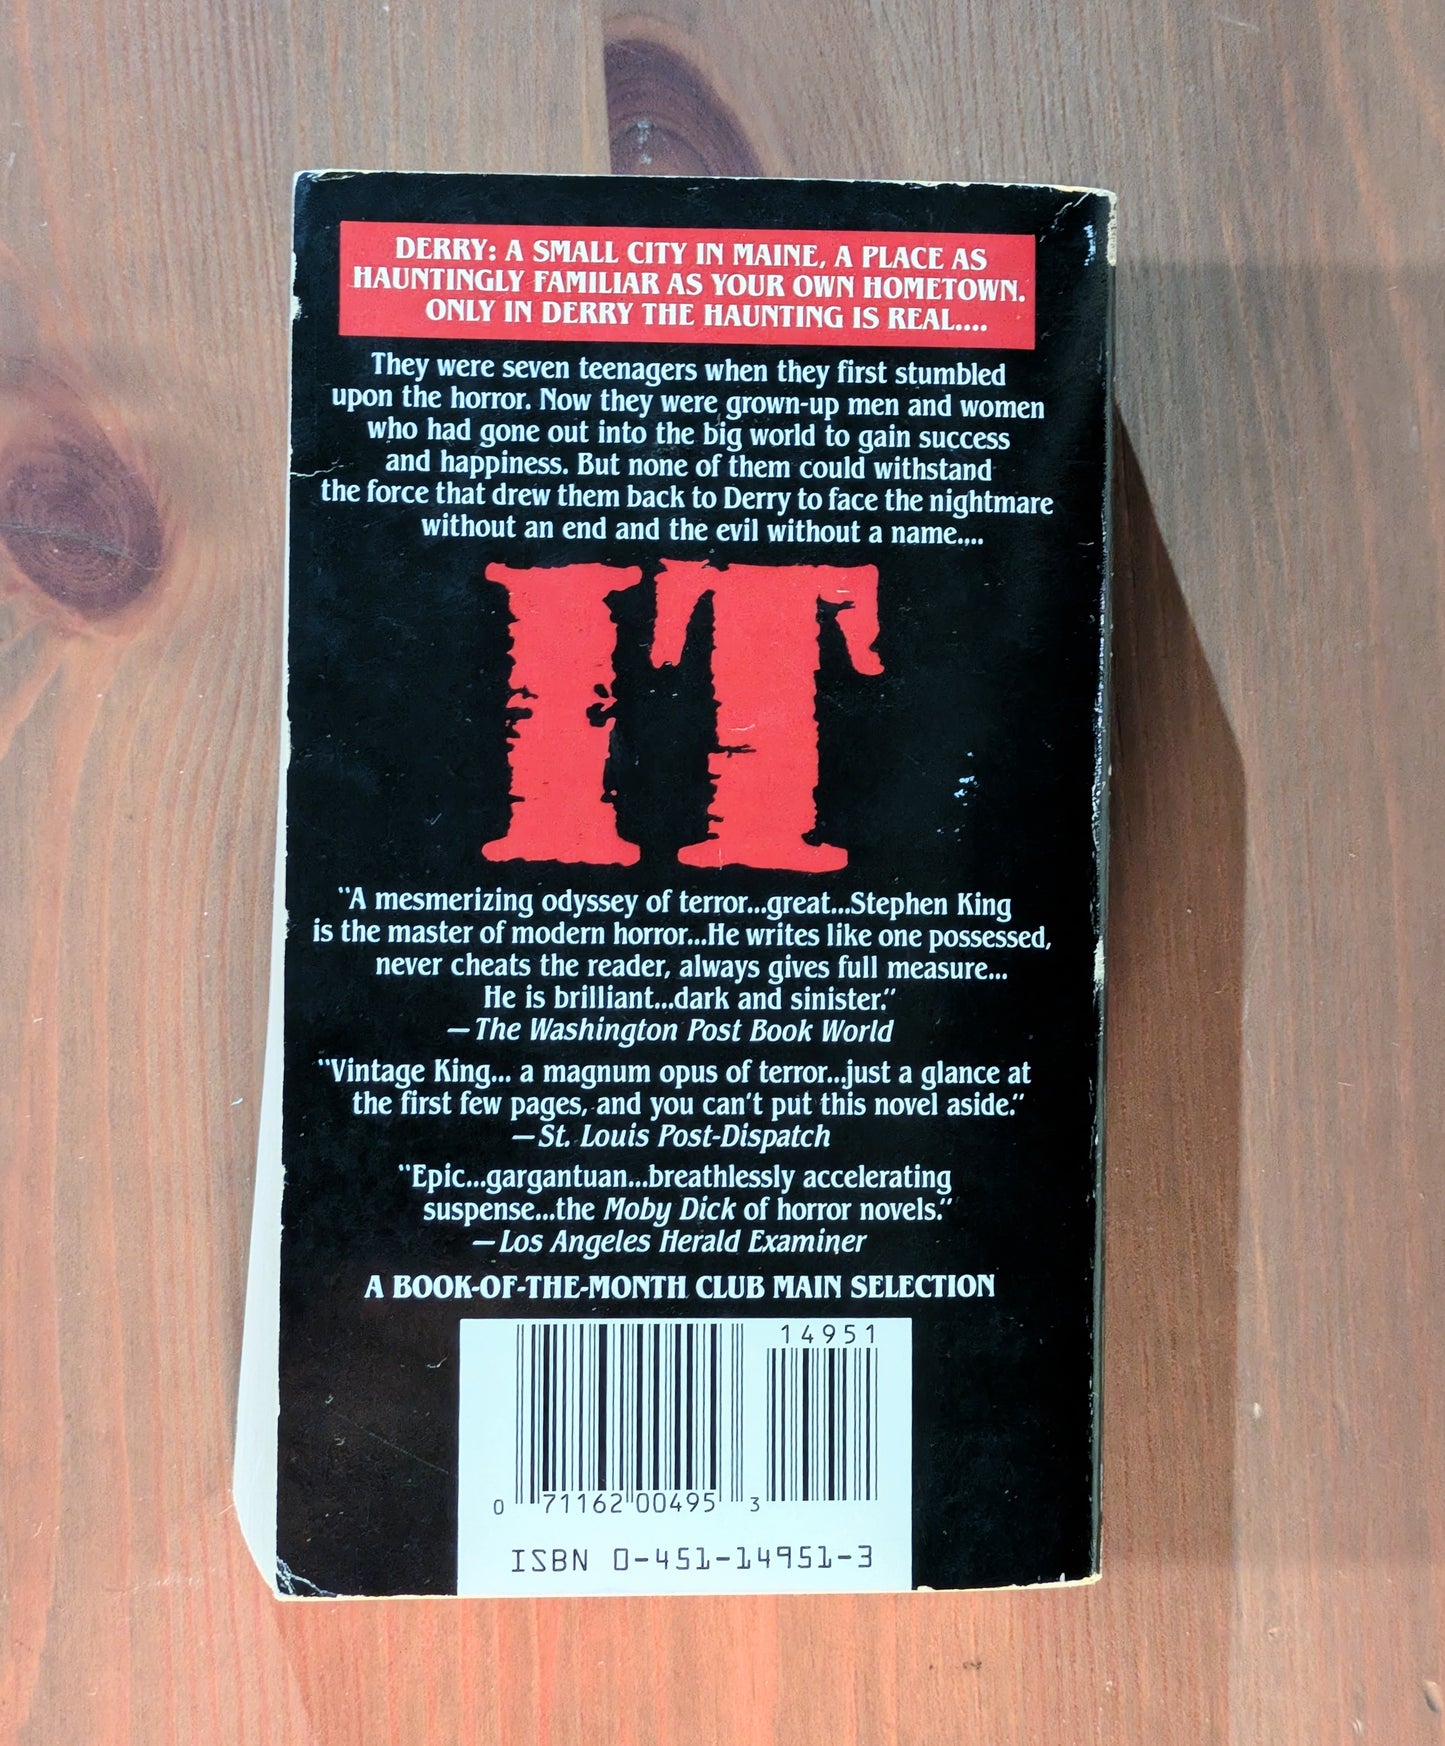 DERRY: A SMALL CITY IN MAINE, A PLACE AS
HAUNTINGLY FAMILIAR AS YOUR OWN HOMETOWN.
ONLY IN DERRY THE HAUNTING IS REAL....
They were seven teenagers when they first stumbled
upon the horror. Now they were grown-up men and women
who had gone out into the big world to gain success
and happiness. But none of them could withstand
the force that drew them back to Derry to face the nightmare
without an end and the evil without a name....
IT
"A mesmerizing odyssey of terror...great...Stephen King
is the master of modern horror...He writes like one possessed,
never cheats the reader, always gives full measure...
He is brilliant...dark and sinister."
—The Washington Post Book World
"Vintage King... a magnum opus of terror...just a glance at
the first few pages, and you can't put this novel aside."
—St. Louis Post-Dispatch
"Epic...gargantuan...breathlessly accelerating
suspense...the Moby Dick of horror novels."
—Los Angeles Herald Examiner
A BOOK-OF-THE-MONTH CLUB MAIN SELECTION
14951
0 71162 00495 3
ISBN 0-451-14951-3